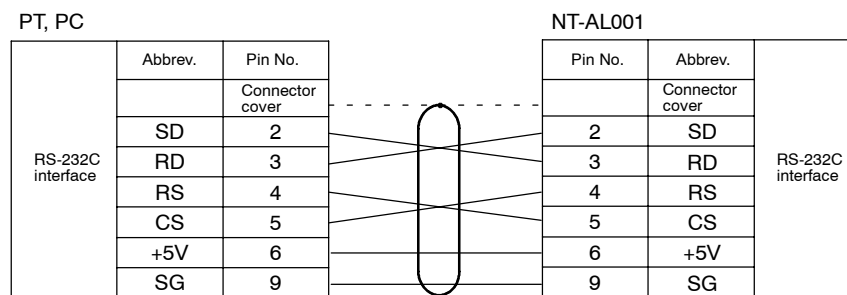 PT, PC NT-AL001
Abbrev. Pin No. Pin No. Abbrev.
Connector cover Connector cover
SD 2 2 SD
RD 3 3 RD
RS-232C interface RS-232C interface
RS 4 4 RS
CS 5 5 CS
+5V 6 6 +5V
SG 9 9 SG